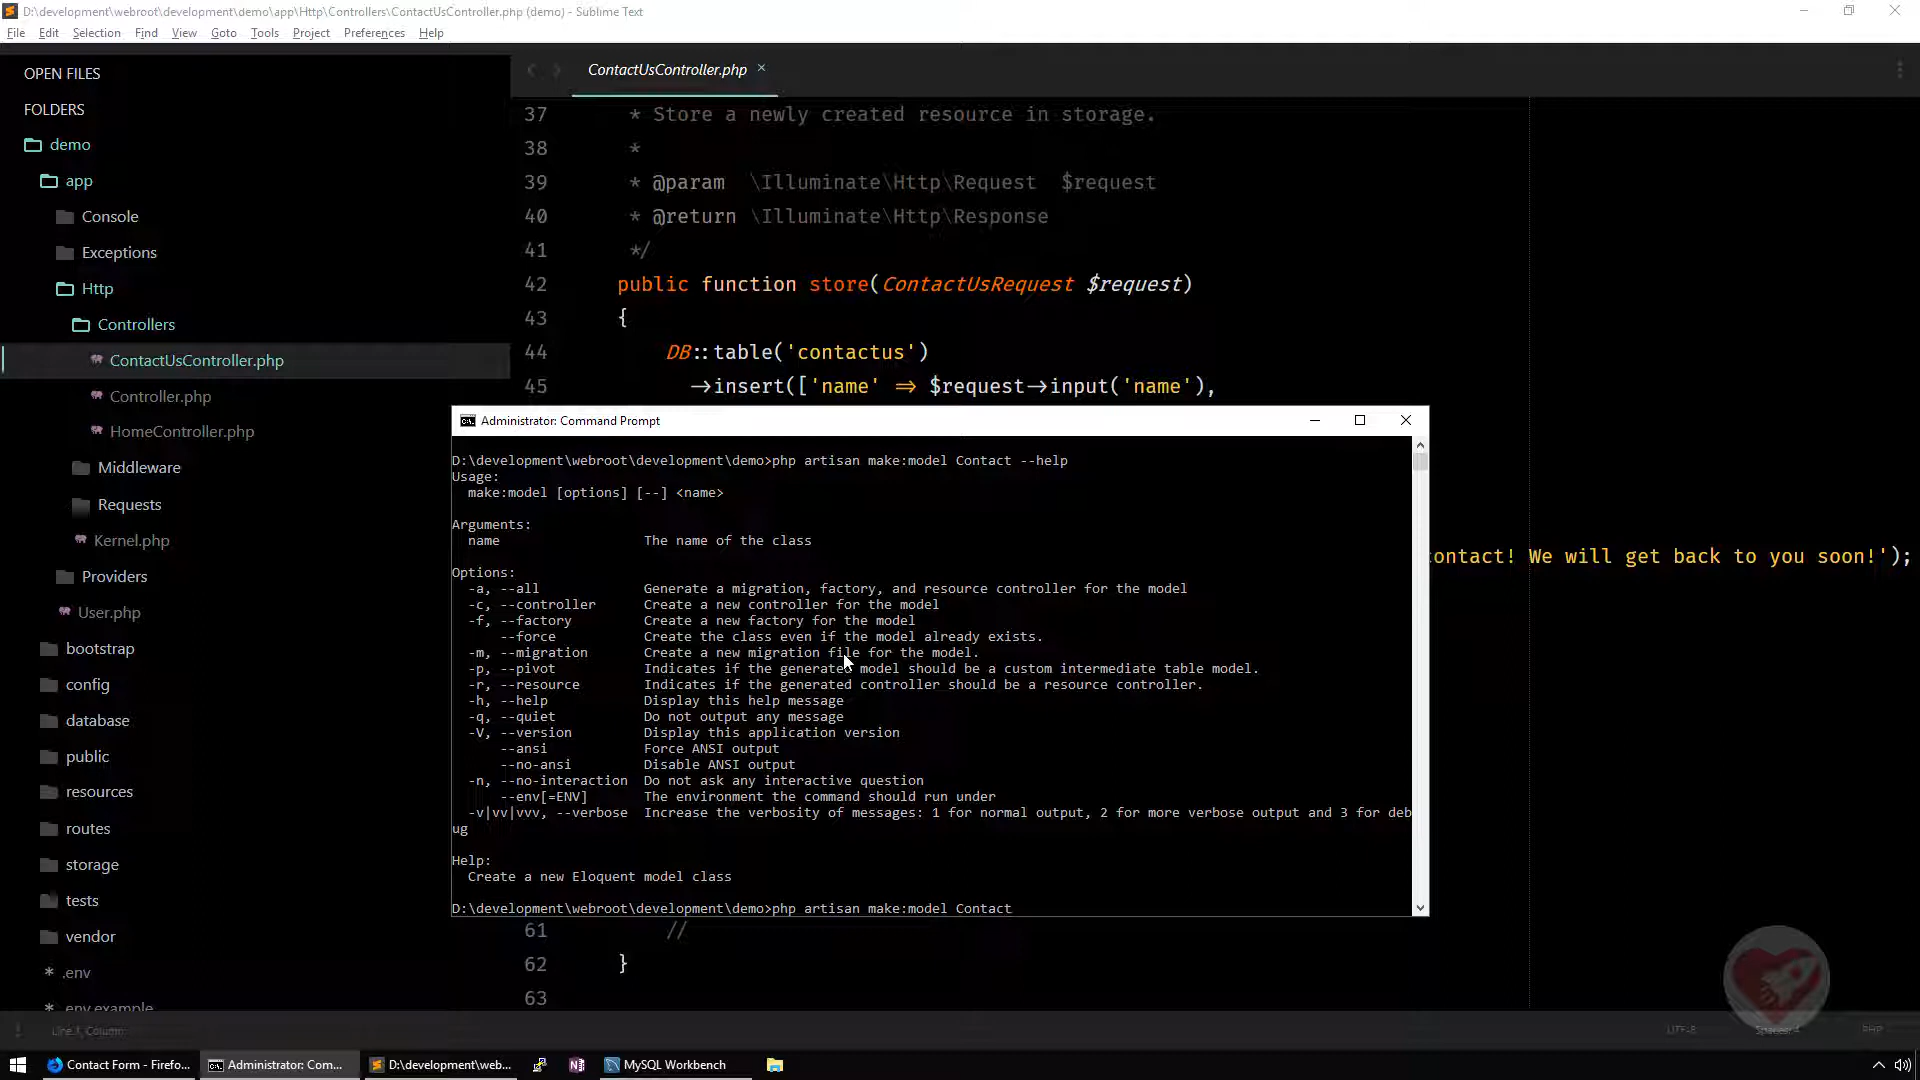 D:\development\webroot\development\demo\app\Http\Controllers\ContactUsController.php (demo) - Sublime Text
File Edit Selection Find View Goto Tools Project Preferences Help
OPEN FILES
FOLDERS
demo
app
Console
Exceptions
Http
Controllers
ContactUsController.php
Controller.php
HomeController.php
Middleware
Requests
Kernel.php
Providers
User.php
bootstrap
config
database
public
resources
routes
storage
tests
vendor
* .env
* .env.example
ContactUsController.php ×
37 * Store a newly created resource in storage.
38 *
39 * @param \Illuminate\Http\Request $request
40 * @return \Illuminate\Http\Response
41 */
42 public function store(ContactUsRequest $request)
43 {
44 DB::table('contactus')
45 ->insert(['name' => $request->input('name'),
contact! We will get back to you soon!');
Administrator: Command Prompt
D:\development\webroot\development\demo>php artisan make:model Contact --help
Usage:
make:model [options] [--] <name>
Arguments:
name The name of the class
Options:
-a, --all Generate a migration, factory, and resource controller for the model
-c, --controller Create a new controller for the model
-f, --factory Create a new factory for the model
--force Create the class even if the model already exists.
-m, --migration Create a new migration file for the model.
-p, --pivot Indicates if the generated model should be a custom intermediate table model.
-r, --resource Indicates if the generated controller should be a resource controller.
-h, --help Display this help message
-q, --quiet Do not output any message
-V, --version Display this application version
--ansi Force ANSI output
--no-ansi Disable ANSI output
-n, --no-interaction Do not ask any interactive question
--env[=ENV] The environment the command should run under
-v|vv|vvv, --verbose Increase the verbosity of messages: 1 for normal output, 2 for more verbose output and 3 for deb
ug
Help:
Create a new Eloquent model class
D:\development\webroot\development\demo>php artisan make:model Contact
61 //
62 }
63
Line 1, Column UTF-8 Spaces: 4 PHP
Contact Form - Firefo... Administrator: Com... D:\development\web... MySQL Workbench